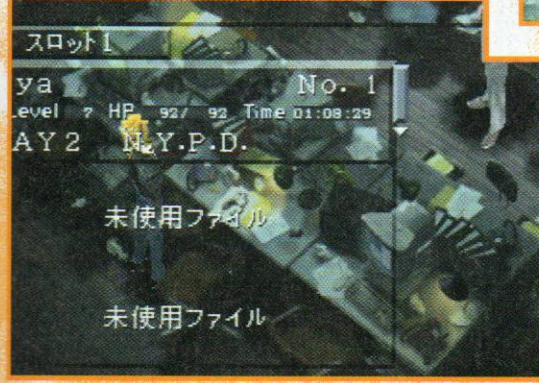 スロット1
ya No. 1
evel 7 HP 92/ 92 Time 01:08:29
AY2 N.Y.P.D.
未使用ファイル
未使用ファイル